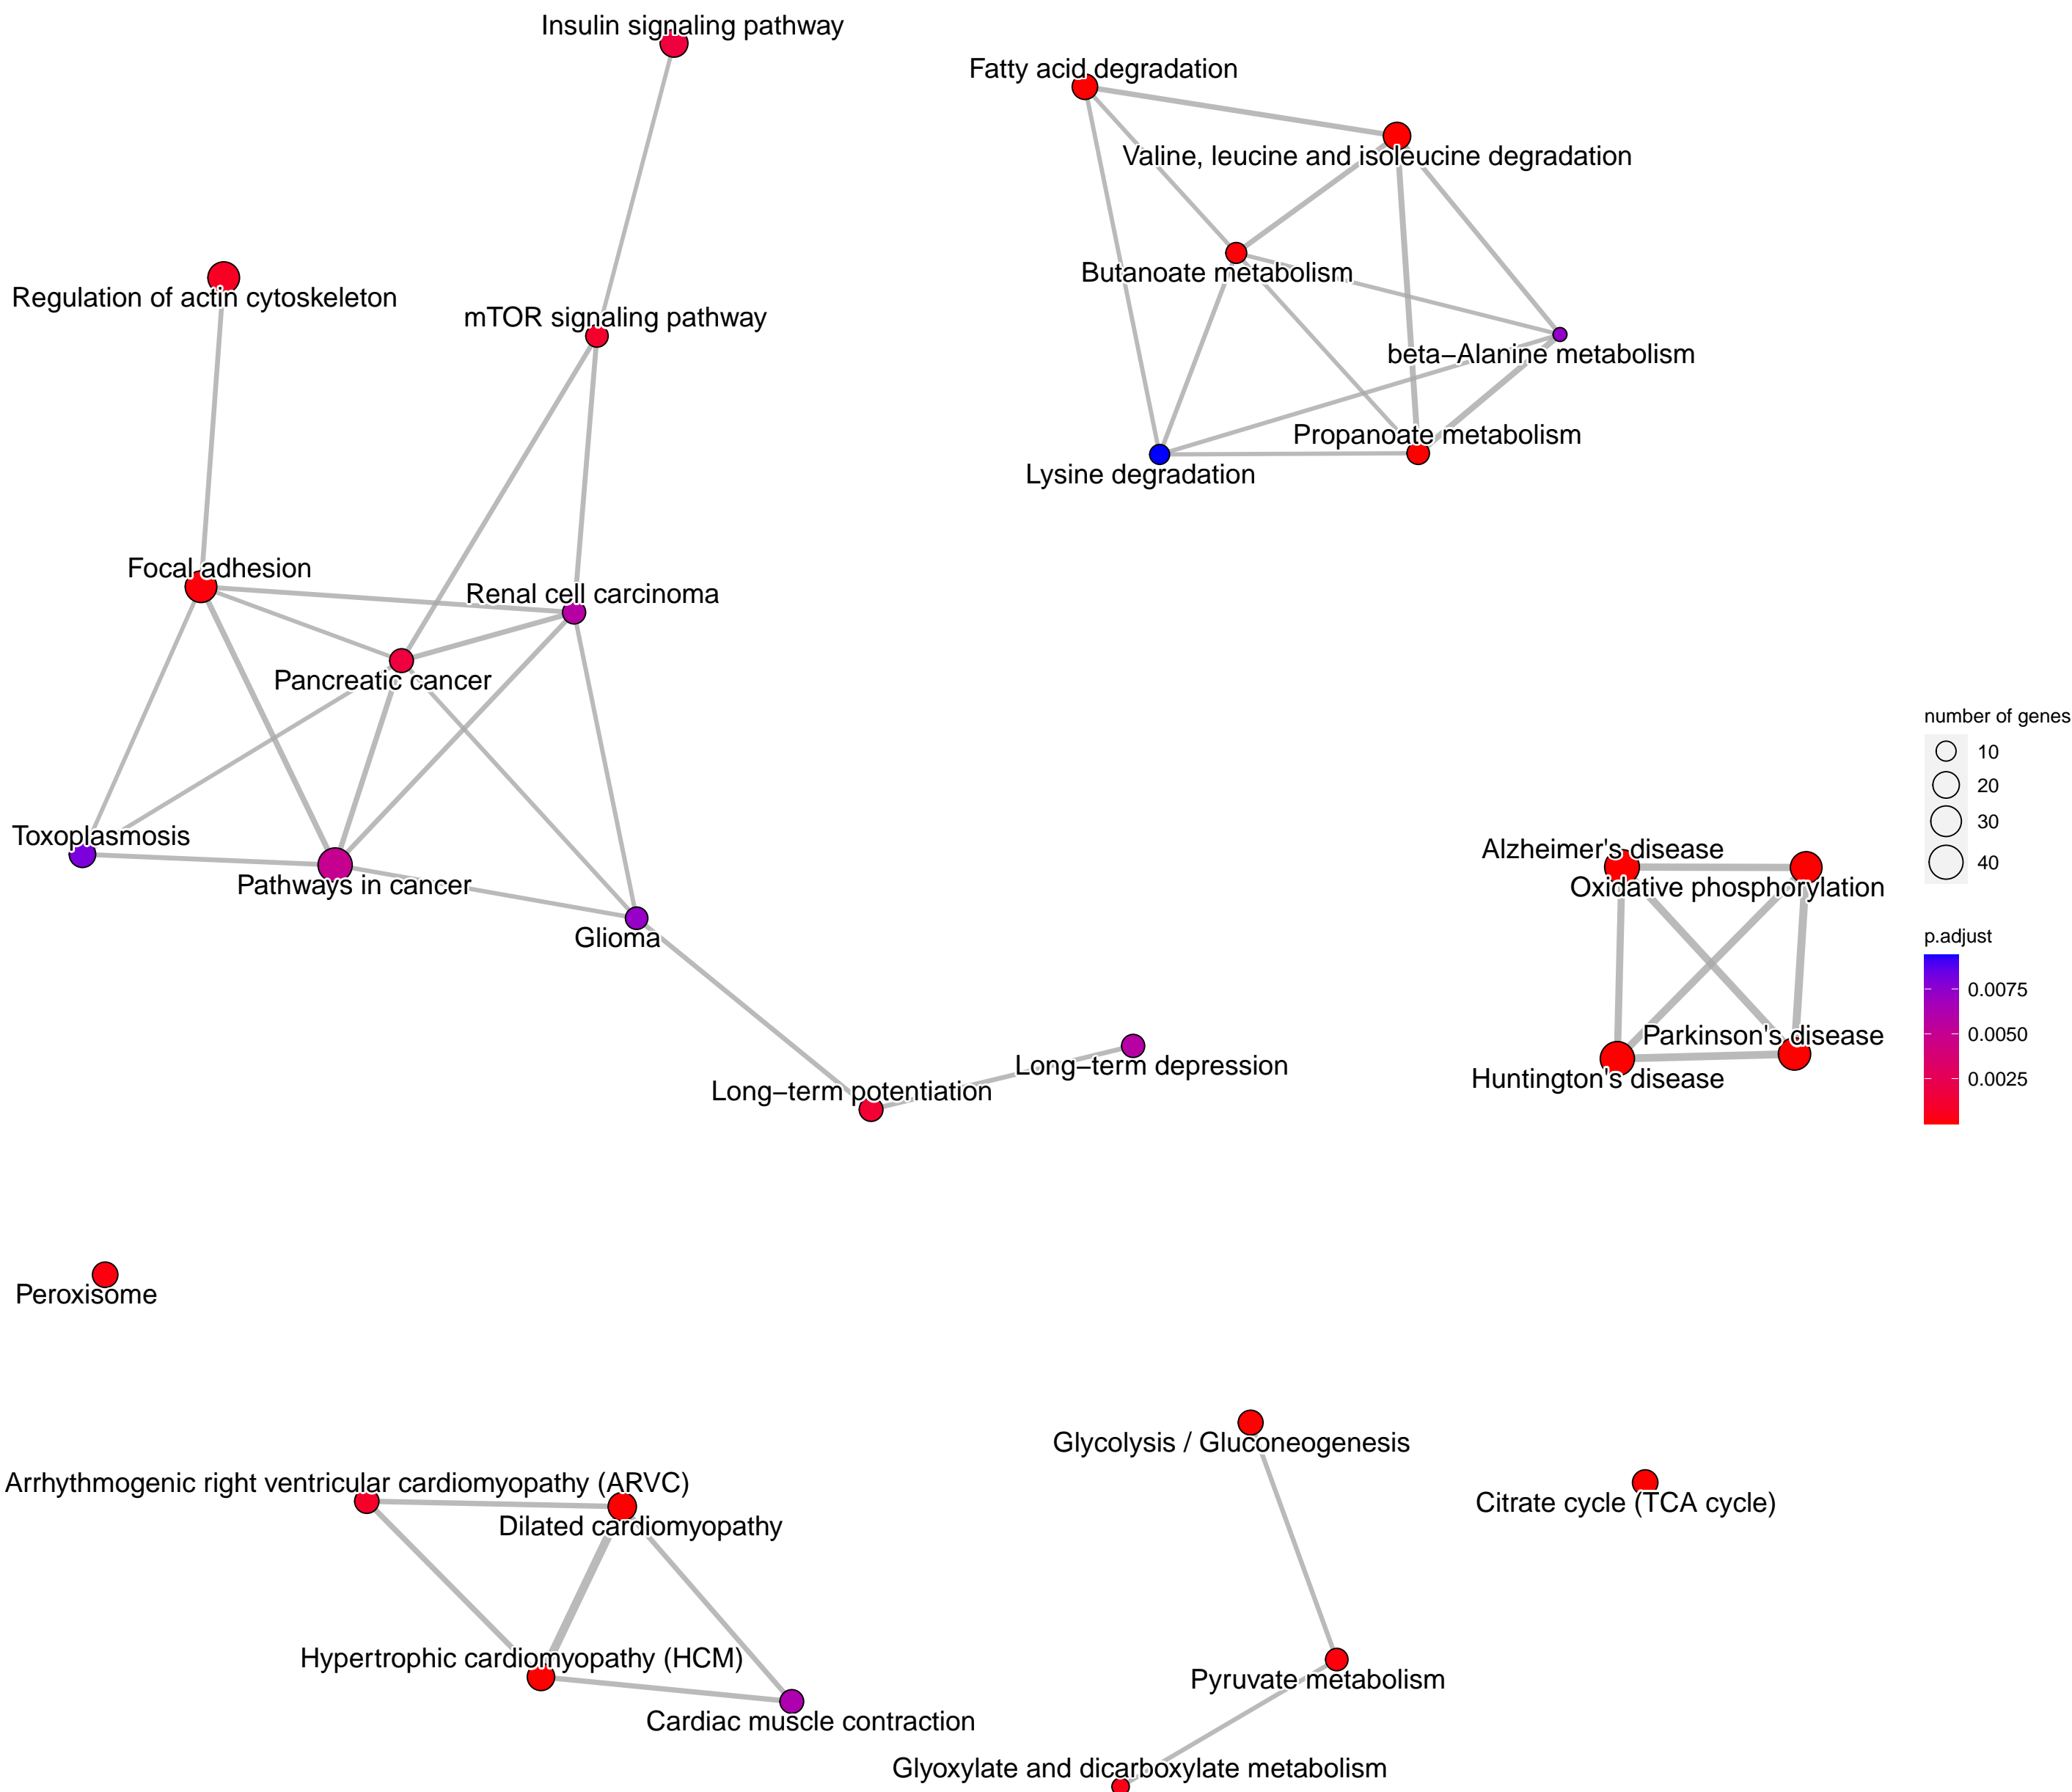 Insulin signaling pathway
Fatty acid degradation
Valine, leucine and isoleucine degradation
Butanoate metabolism
Regulation of actin cytoskeleton
mTOR signaling pathway
beta−Alanine metabolism
Propanoate metabolism
Lysine degradation
Focal adhesion
Renal cell carcinoma
Pancreatic cancer
number of genes
10
20
30
40
Toxoplasmosis
Pathways in cancer
Alzheimer's disease
Oxidative phosphorylation
Glioma
p.adjust
0.0075
0.0050
0.0025
Parkinson's disease
Huntington's disease
Long−term depression
Long−term potentiation
Peroxisome
Glycolysis / Gluconeogenesis
Arrhythmogenic right ventricular cardiomyopathy (ARVC)
Citrate cycle (TCA cycle)
Dilated cardiomyopathy
Hypertrophic cardiomyopathy (HCM)
Pyruvate metabolism
Cardiac muscle contraction
Glyoxylate and dicarboxylate metabolism